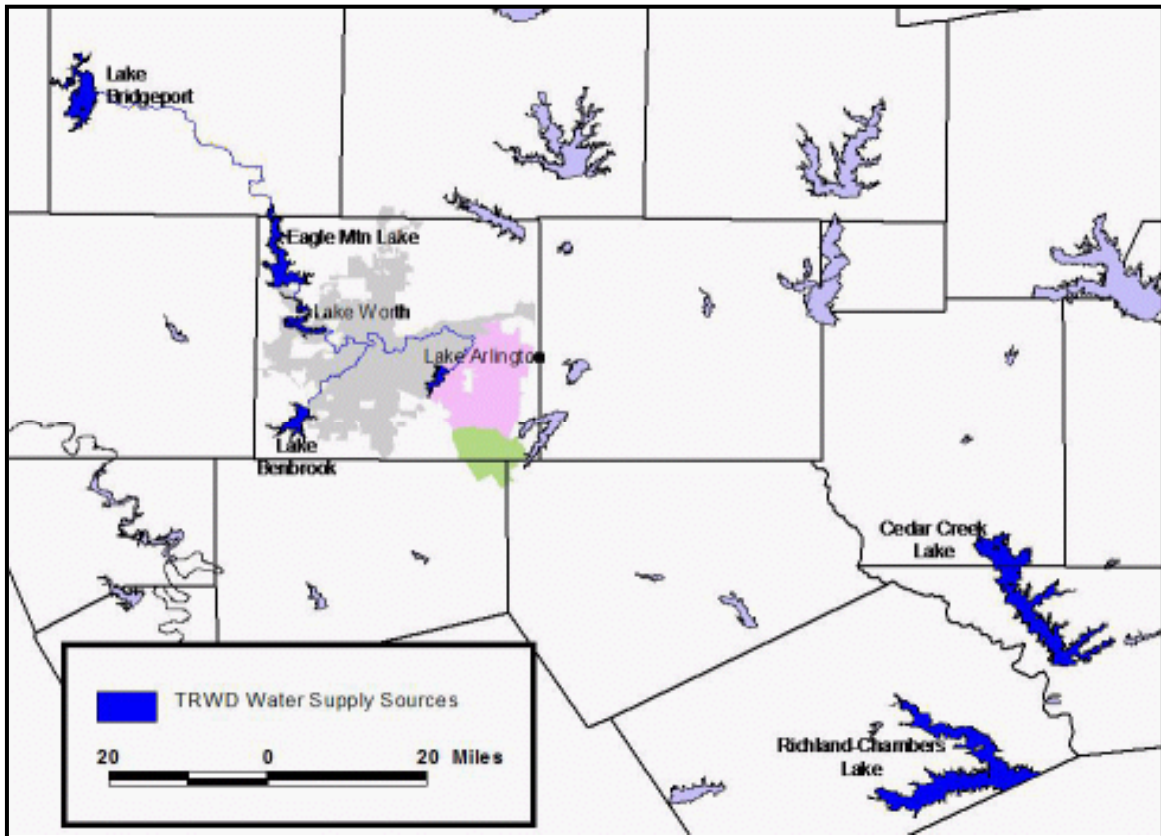 Lake
Bridgeport
Eagle Mtn Lake
Lake Worth
Lake Arlington
Lake
Benbrook
Cedar Creek
Lake
Richland-Chambers
Lake
TRWD Water Supply Sources
20 0 20 Miles